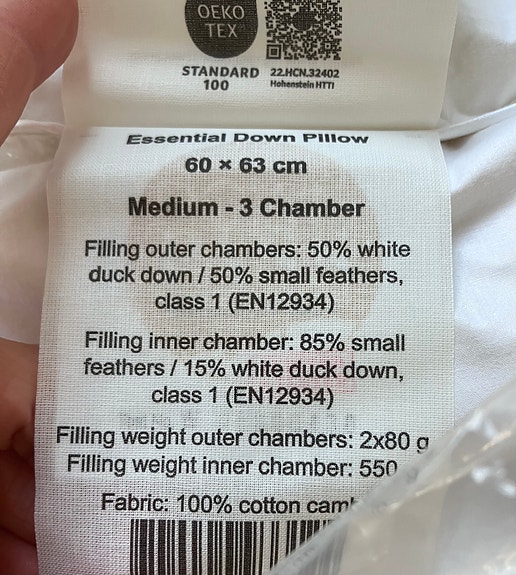 OEKO
TEX
STANDARD
100
22.HCN.32402
Hohenstein HTTI
Essential Down Pillow
60 × 63 cm
Medium - 3 Chamber
Filling outer chambers: 50% white
duck down / 50% small feathers,
class 1 (EN12934)
Filling inner chamber: 85% small
feathers / 15% white duck down,
class 1 (EN12934)
Filling weight outer chambers: 2x80 g
Filling weight inner chamber: 550
Fabric: 100% cotton